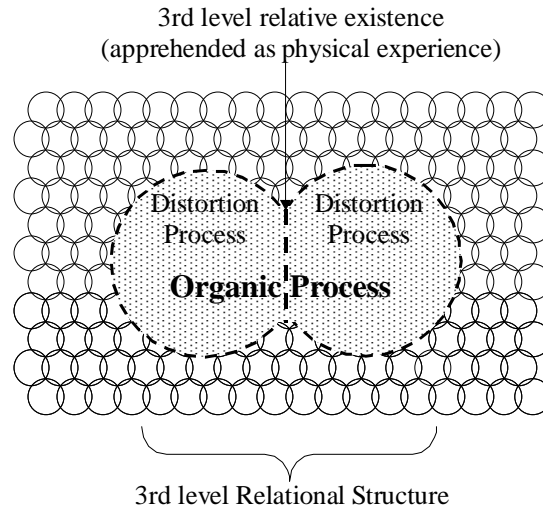 3rd level relative existence
(apprehended as physical experience)
Distortion Process
Distortion Process
Organic Process
3rd level Relational Structure